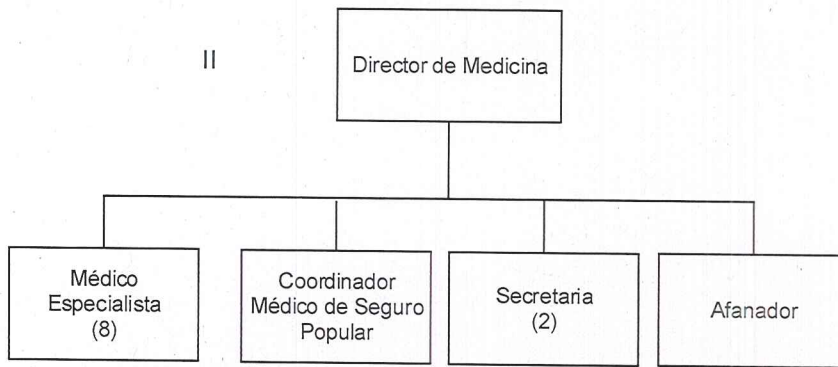 II
Director de Medicina
Médico
Especialista
(8)
Coordinador
Médico de Seguro
Popular
Secretaria
(2)
Afanador